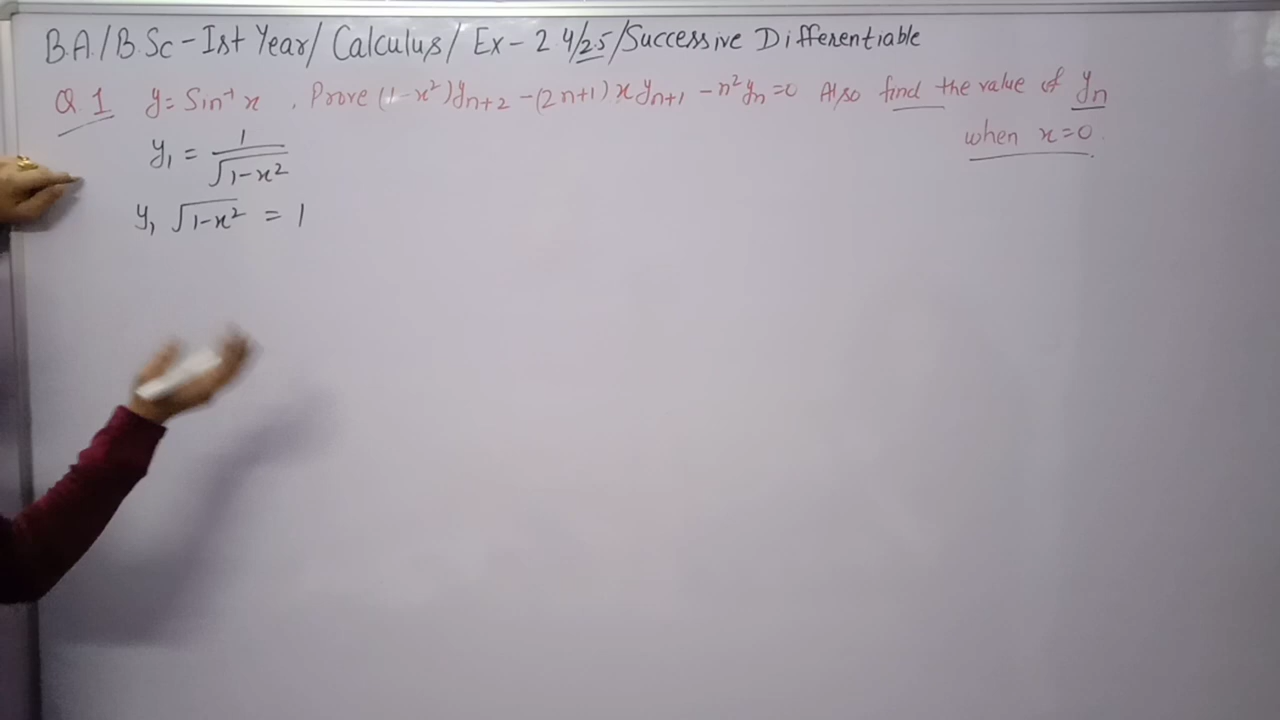 B.A./B.Sc - Ist Year/ Calculus/ Ex - 2.4/2.5/Successive Differentiable
Q.1 y = Sin⁻¹ x , Prove (1-x²)yₙ₊₂ -(2n+1) x yₙ₊₁ - n²yₙ = 0 Also find the value of yₙ
when x = 0.
y₁ = 1/√(1-x²)
y₁ √(1-x²) = 1